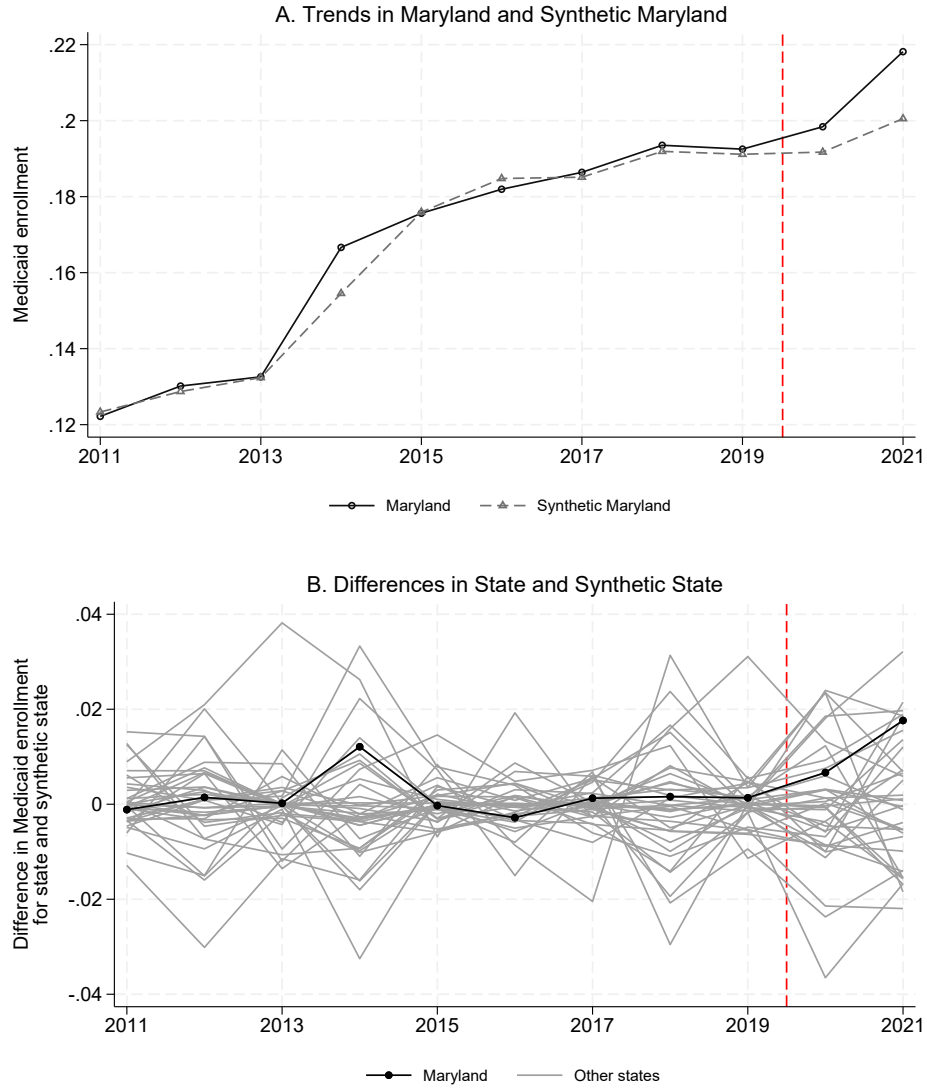 A. Trends in Maryland and Synthetic Maryland
Medicaid enrollment
.22
.2
.18
.16
.14
.12
2011 2013 2015 2017 2019 2021
Maryland Synthetic Maryland
B. Differences in State and Synthetic State
Difference in Medicaid enrollment
for state and synthetic state
.04
.02
0
-.02
-.04
2011 2013 2015 2017 2019 2021
Maryland Other states